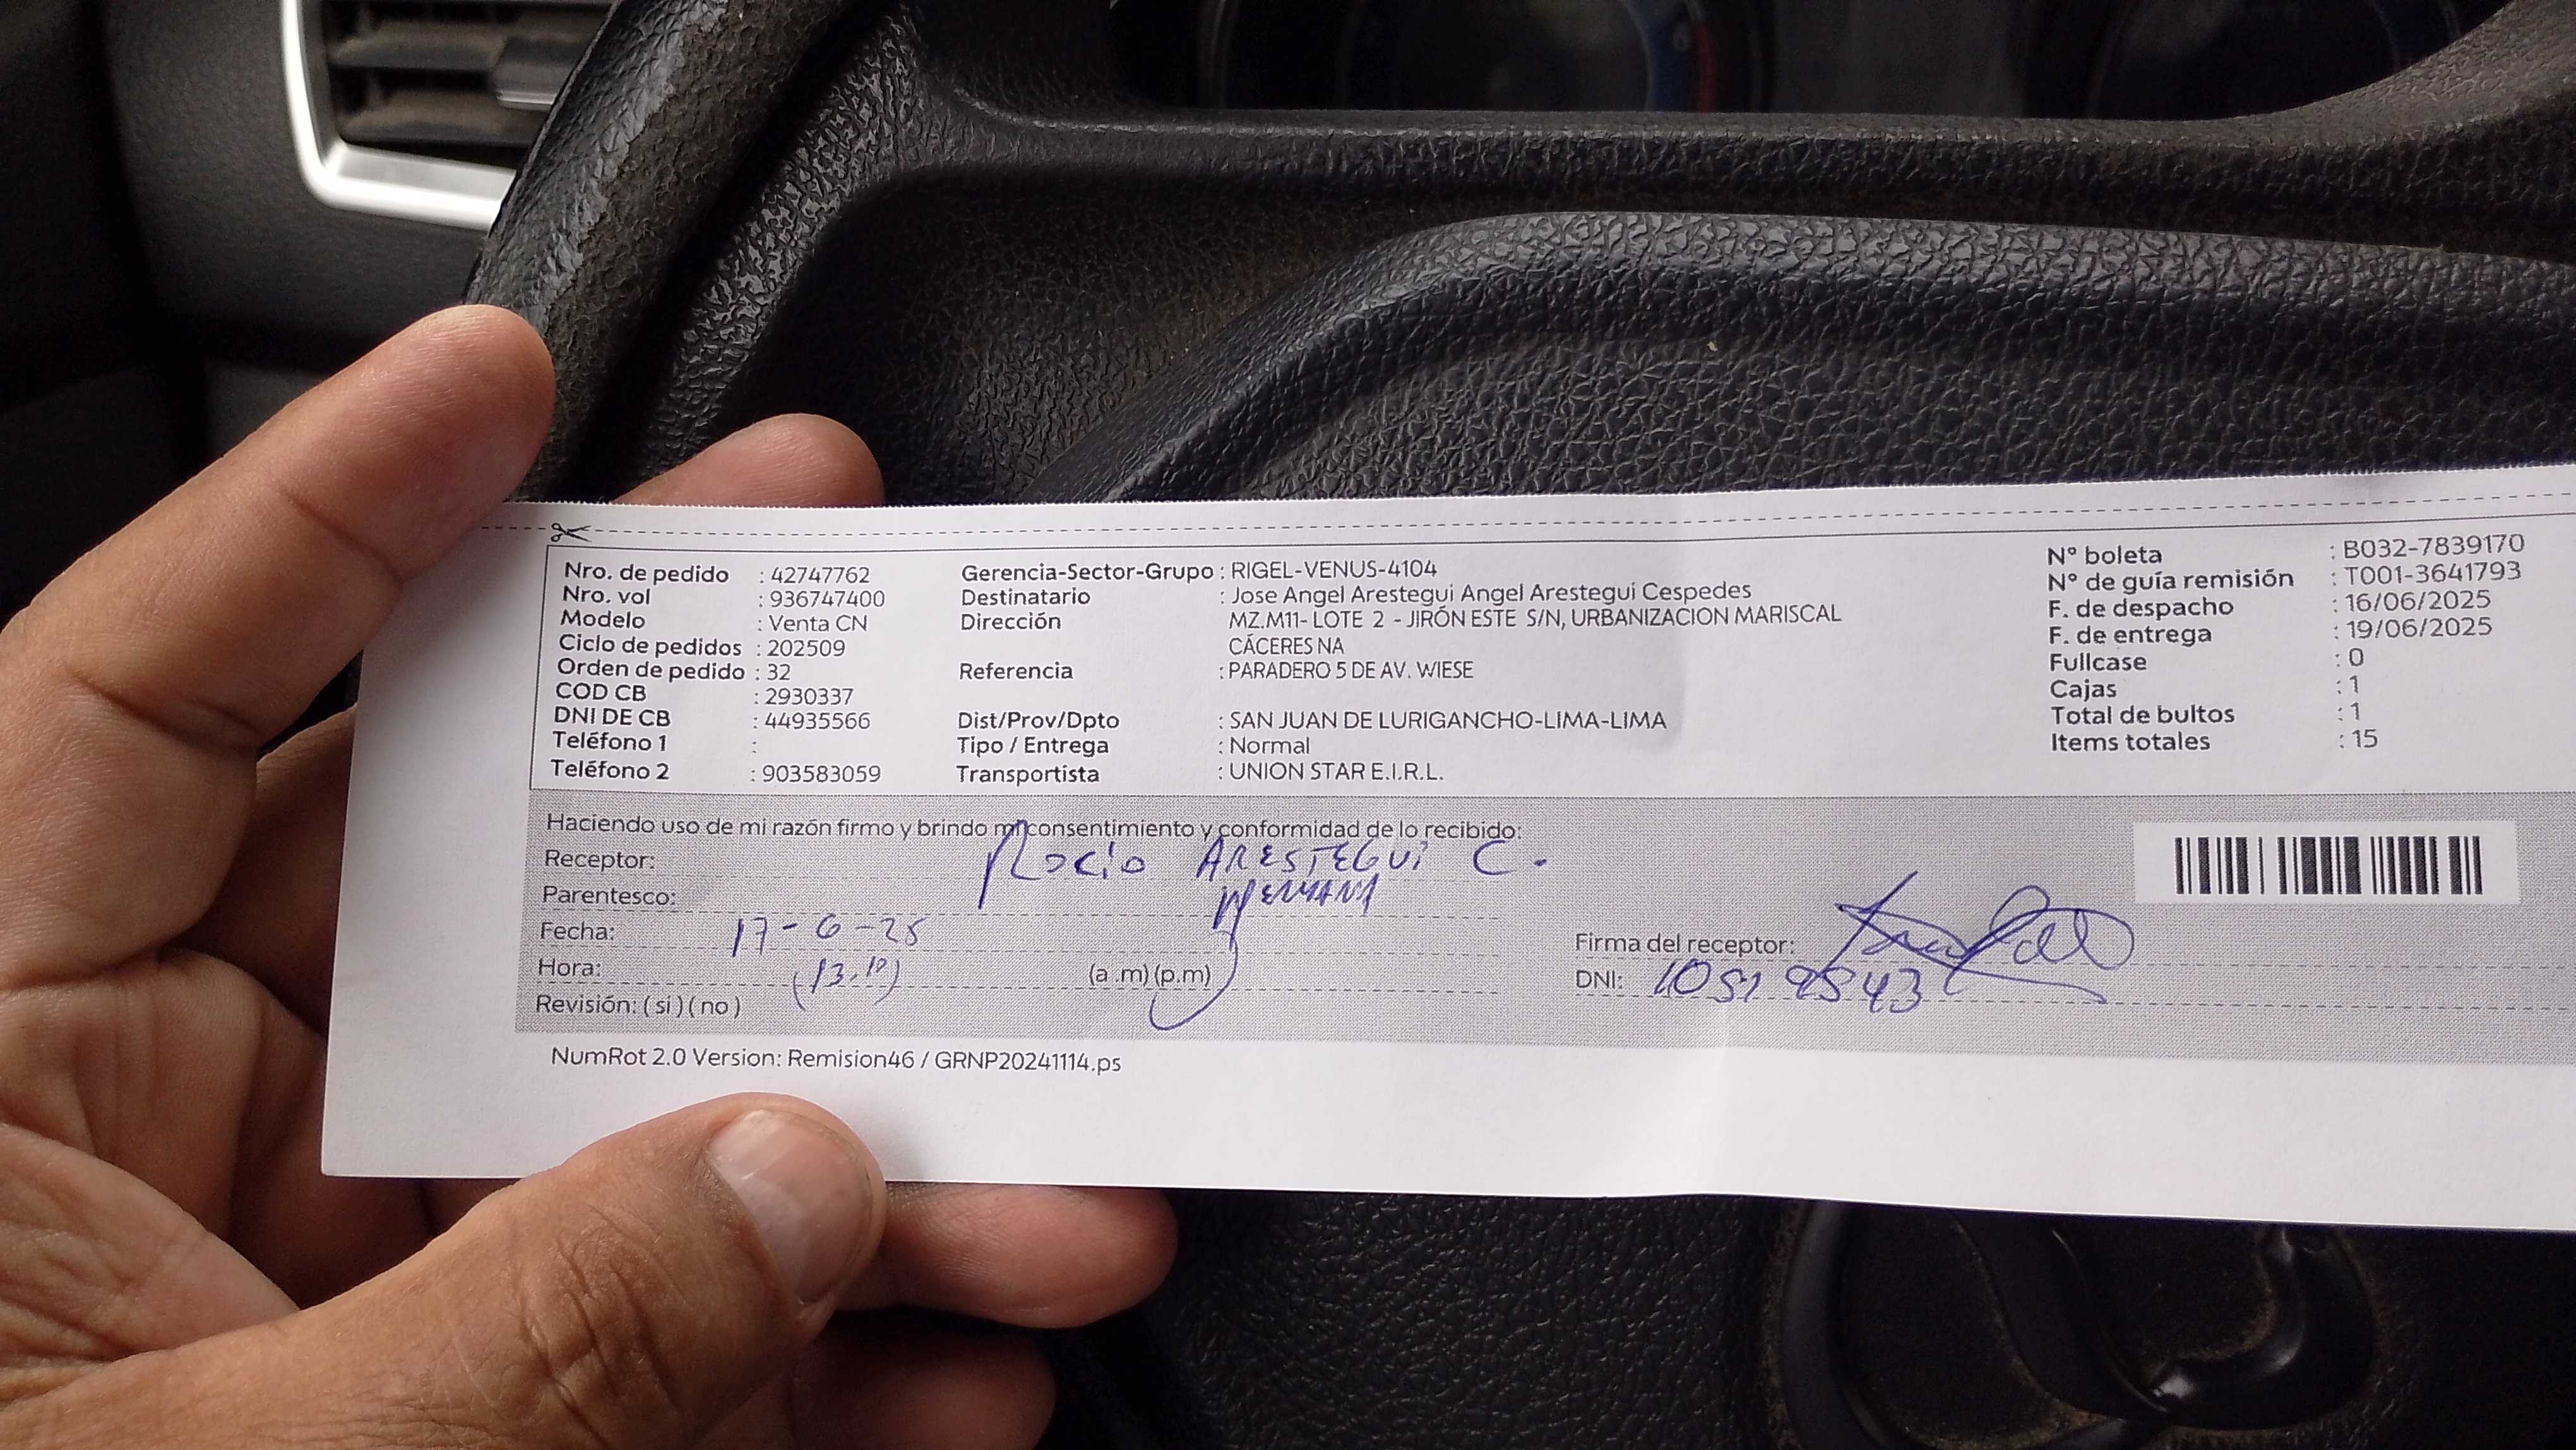 Nro. de pedido : 42747762
Nro. vol : 936747400
Modelo : Venta CN
Ciclo de pedidos : 202509
Orden de pedido : 32
COD CB : 2930337
DNI DE CB : 44935566
Teléfono 1 :
Teléfono 2 : 903583059
Gerencia-Sector-Grupo : RIGEL-VENUS-4104
Destinatario : Jose Angel Arestegui Angel Arestegui Cespedes
Dirección MZ.M11- LOTE 2 - JIRÓN ESTE S/N, URBANIZACION MARISCAL
CÁCERES NA
Referencia : PARADERO 5 DE AV. WIESE
Dist/Prov/Dpto : SAN JUAN DE LURIGANCHO-LIMA-LIMA
Tipo / Entrega : Normal
Transportista : UNION STAR E.I.R.L.
N° boleta : B032-7839170
N° de guía remisión : T001-3641793
F. de despacho : 16/06/2025
F. de entrega : 19/06/2025
Fullcase : 0
Cajas : 1
Total de bultos : 1
Items totales : 15
Haciendo uso de mi razón firmo y brindo mi consentimiento y conformidad de lo recibido:
Receptor: Rocio ARESTEGUI C.
Parentesco: HERMANA
Fecha: 17-6-25
Hora: (13.10) (a.m) (p.m)
Revisión: ( si ) ( no )
Firma del receptor:
DNI:
NumRot 2.0 Version: Remision46 / GRNP20241114.ps